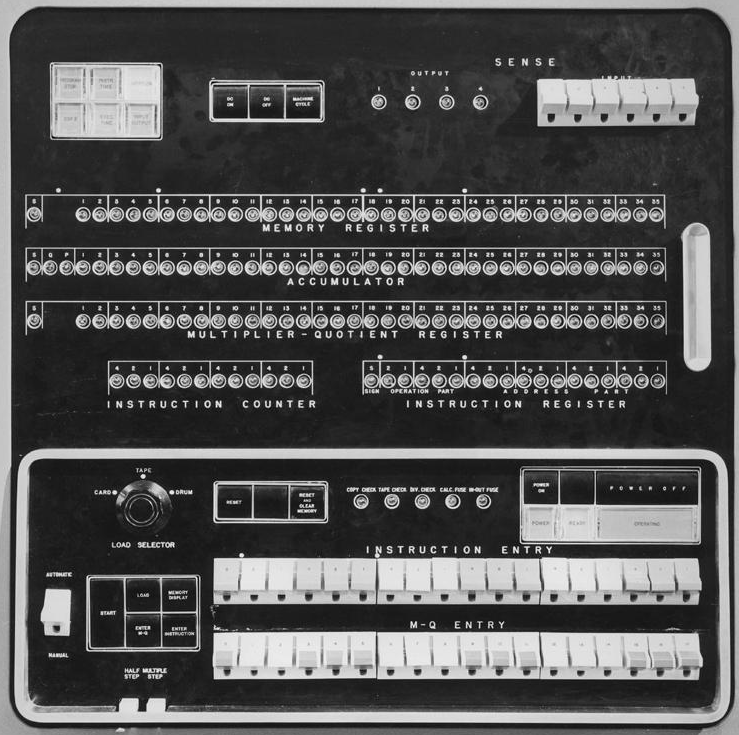 SENSE
OUTPUT
INPUT
PROGRAM STOP
INSTR. TIME
EXEC. TIME
INPUT OUTPUT
DC ON
DC OFF
MACHINE CYCLE
1 2 3 4
S 1 2 3 4 5 6 7 8 9 10 11 12 13 14 15 16 17 18 19 20 21 22 23 24 25 26 27 28 29 30 31 32 33 34 35
MEMORY REGISTER
S Q P 1 2 3 4 5 6 7 8 9 10 11 12 13 14 15 16 17 18 19 20 21 22 23 24 25 26 27 28 29 30 31 32 33 34 35
ACCUMULATOR
S 1 2 3 4 5 6 7 8 9 10 11 12 13 14 15 16 17 18 19 20 21 22 23 24 25 26 27 28 29 30 31 32 33 34 35
MULTIPLIER-QUOTIENT REGISTER
4 2 1 4 2 1 4 2 1 4 2 1
INSTRUCTION COUNTER
S 2 1 4 2 1 4 2 1 4 2 1 4 2 1 4 2 1
SIGN OPERATION PART ADDRESS PART
INSTRUCTION REGISTER
TAPE
CARD DRUM
LOAD SELECTOR
RESET
RESET AND CLEAR MEMORY
COPY CHECK TAPE CHECK DIV. CHECK CALC. FUSE IN-OUT FUSE
POWER ON
POWER OFF
POWER
READY
OPERATING
INSTRUCTION ENTRY
AUTOMATIC
MANUAL
START
LOAD
MEMORY DISPLAY
ENTER M-Q
ENTER INSTRUCTION
M-Q ENTRY
HALF STEP
MULTIPLE STEP